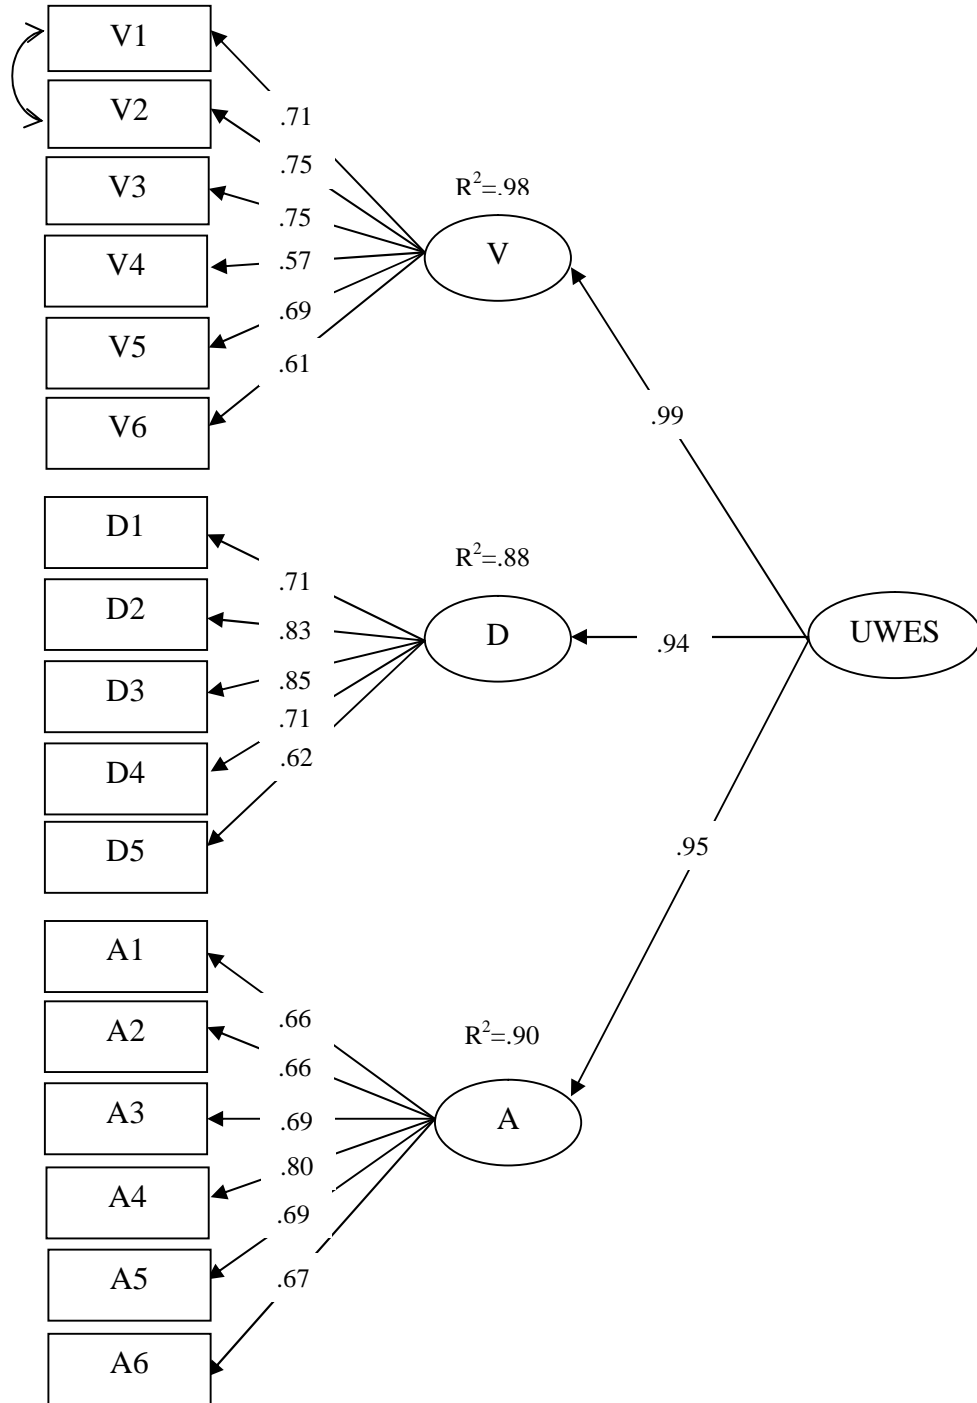 V1
V2
V3
V4
V5
V6
.71
.75
.75
.57
.69
.61
R²=.98
V
.99
D1
D2
D3
D4
D5
.71
.83
.85
.71
.62
R²=.88
D
.94
UWES
.95
A1
A2
A3
A4
A5
A6
.66
.66
.69
.80
.69
.67
R²=.90
A